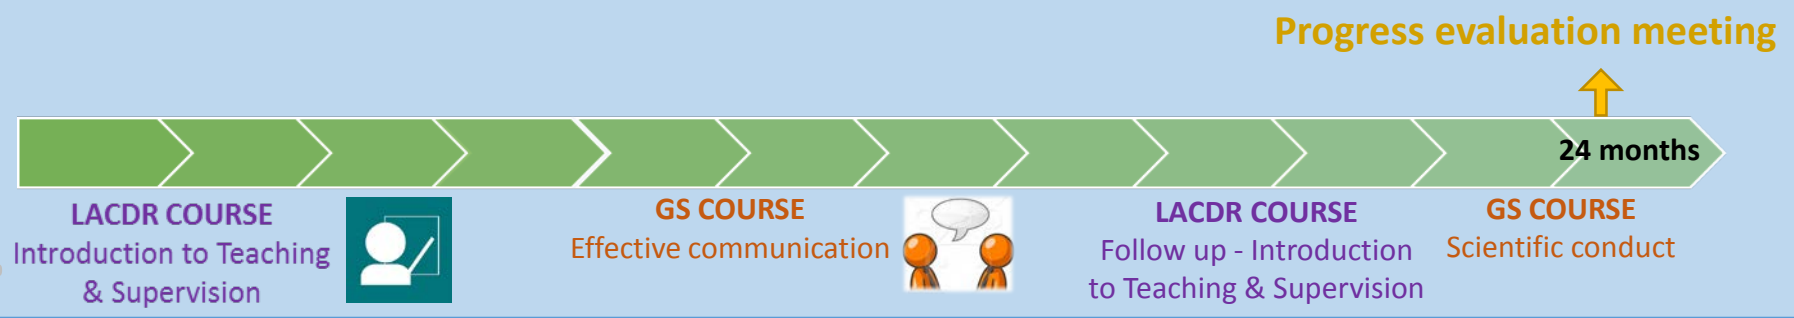 Progress evaluation meeting
24 months
LACDR COURSE
Introduction to Teaching
& Supervision
GS COURSE
Effective communication
LACDR COURSE
Follow up - Introduction
to Teaching & Supervision
GS COURSE
Scientific conduct